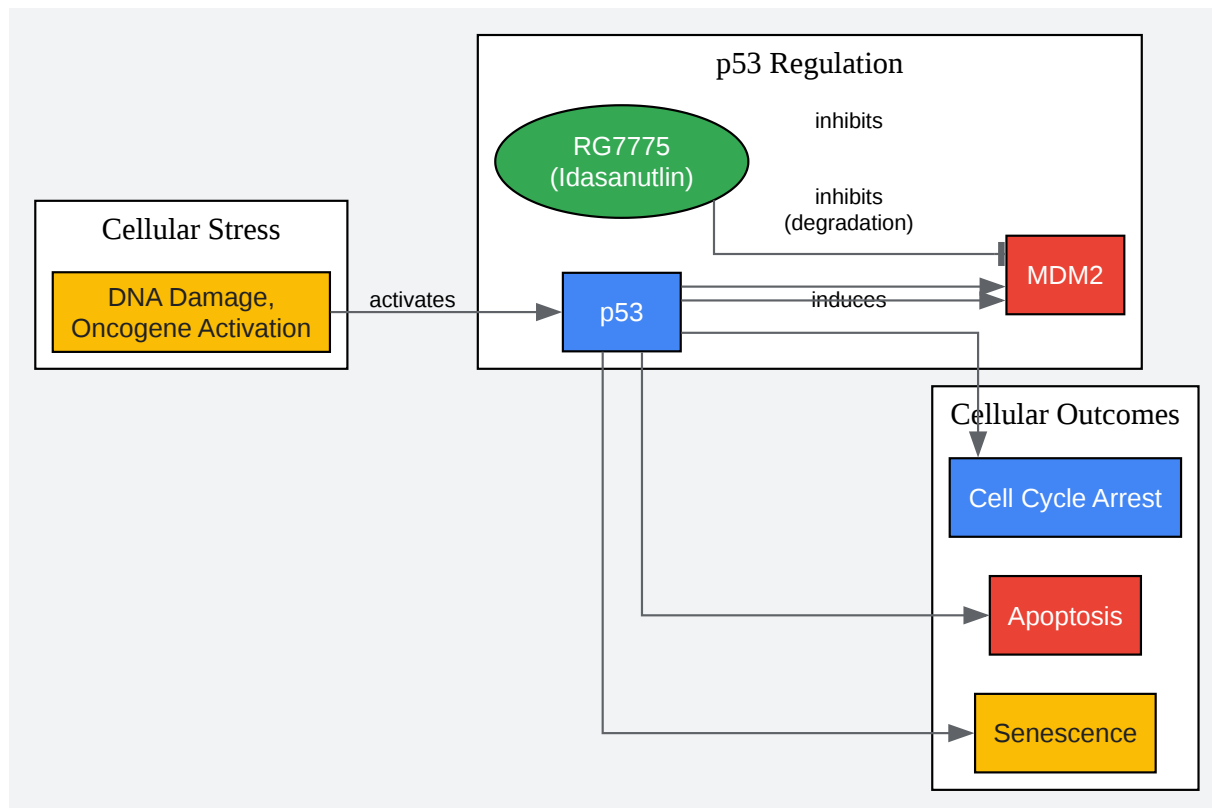 p53 Regulation
RG7775
(Idasanutlin)
inhibits
inhibits
(degradation)
Cellular Stress
DNA Damage,
Oncogene Activation
activates
p53
induces
MDM2
Cellular Outcomes
Cell Cycle Arrest
Apoptosis
Senescence